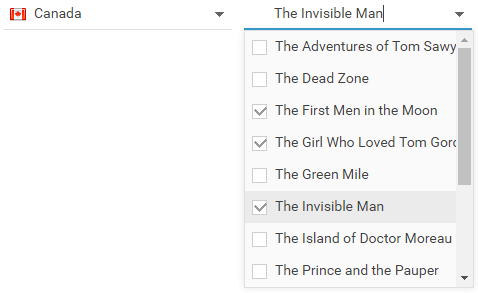 Canada
The Invisible Man
The Adventures of Tom Sawy
The Dead Zone
The First Men in the Moon
The Girl Who Loved Tom Gord
The Green Mile
The Invisible Man
The Island of Doctor Moreau
The Prince and the Pauper